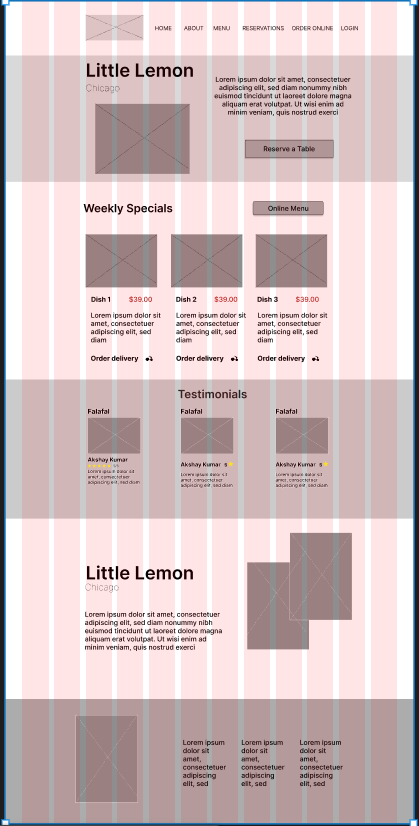 HOME ABOUT MENU RESERVATIONS ORDER ONLINE LOGIN
Little Lemon
Chicago
Lorem ipsum dolor sit amet, consectetuer
adipiscing elit, sed diam nonummy nibh
euismod tincidunt ut laoreet dolore magna
aliquam erat volutpat. Ut wisi enim ad
minim veniam, quis nostrud exerci
Reserve a Table
Weekly Specials
Online Menu
Dish 1 $39.00
Lorem ipsum dolor sit
amet, consectetuer
adipiscing elit, sed
diam
Order delivery
Dish 2 $39.00
Lorem ipsum dolor sit
amet, consectetuer
adipiscing elit, sed
diam
Order delivery
Dish 3 $39.00
Lorem ipsum dolor sit
amet, consectetuer
adipiscing elit, sed
diam
Order delivery
Testimonials
Falafal
Akshay Kumar
Lorem ipsum dolor sit
amet, consectetuer
adipiscing elit, sed diam
Falafal
Akshay Kumar
Lorem ipsum dolor sit
amet, consectetuer
adipiscing elit, sed diam
Falafal
Akshay Kumar
Lorem ipsum dolor sit
amet, consectetuer
adipiscing elit, sed diam
Little Lemon
Chicago
Lorem ipsum dolor sit amet, consectetuer
adipiscing elit, sed diam nonummy nibh
euismod tincidunt ut laoreet dolore magna
aliquam erat volutpat. Ut wisi enim ad
minim veniam, quis nostrud exerci
Lorem ipsum
dolor sit
amet,
consectetuer
adipiscing
elit, sed
Lorem ipsum
dolor sit
amet,
consectetuer
adipiscing
elit, sed
Lorem ipsum
dolor sit
amet,
consectetuer
adipiscing
elit, sed